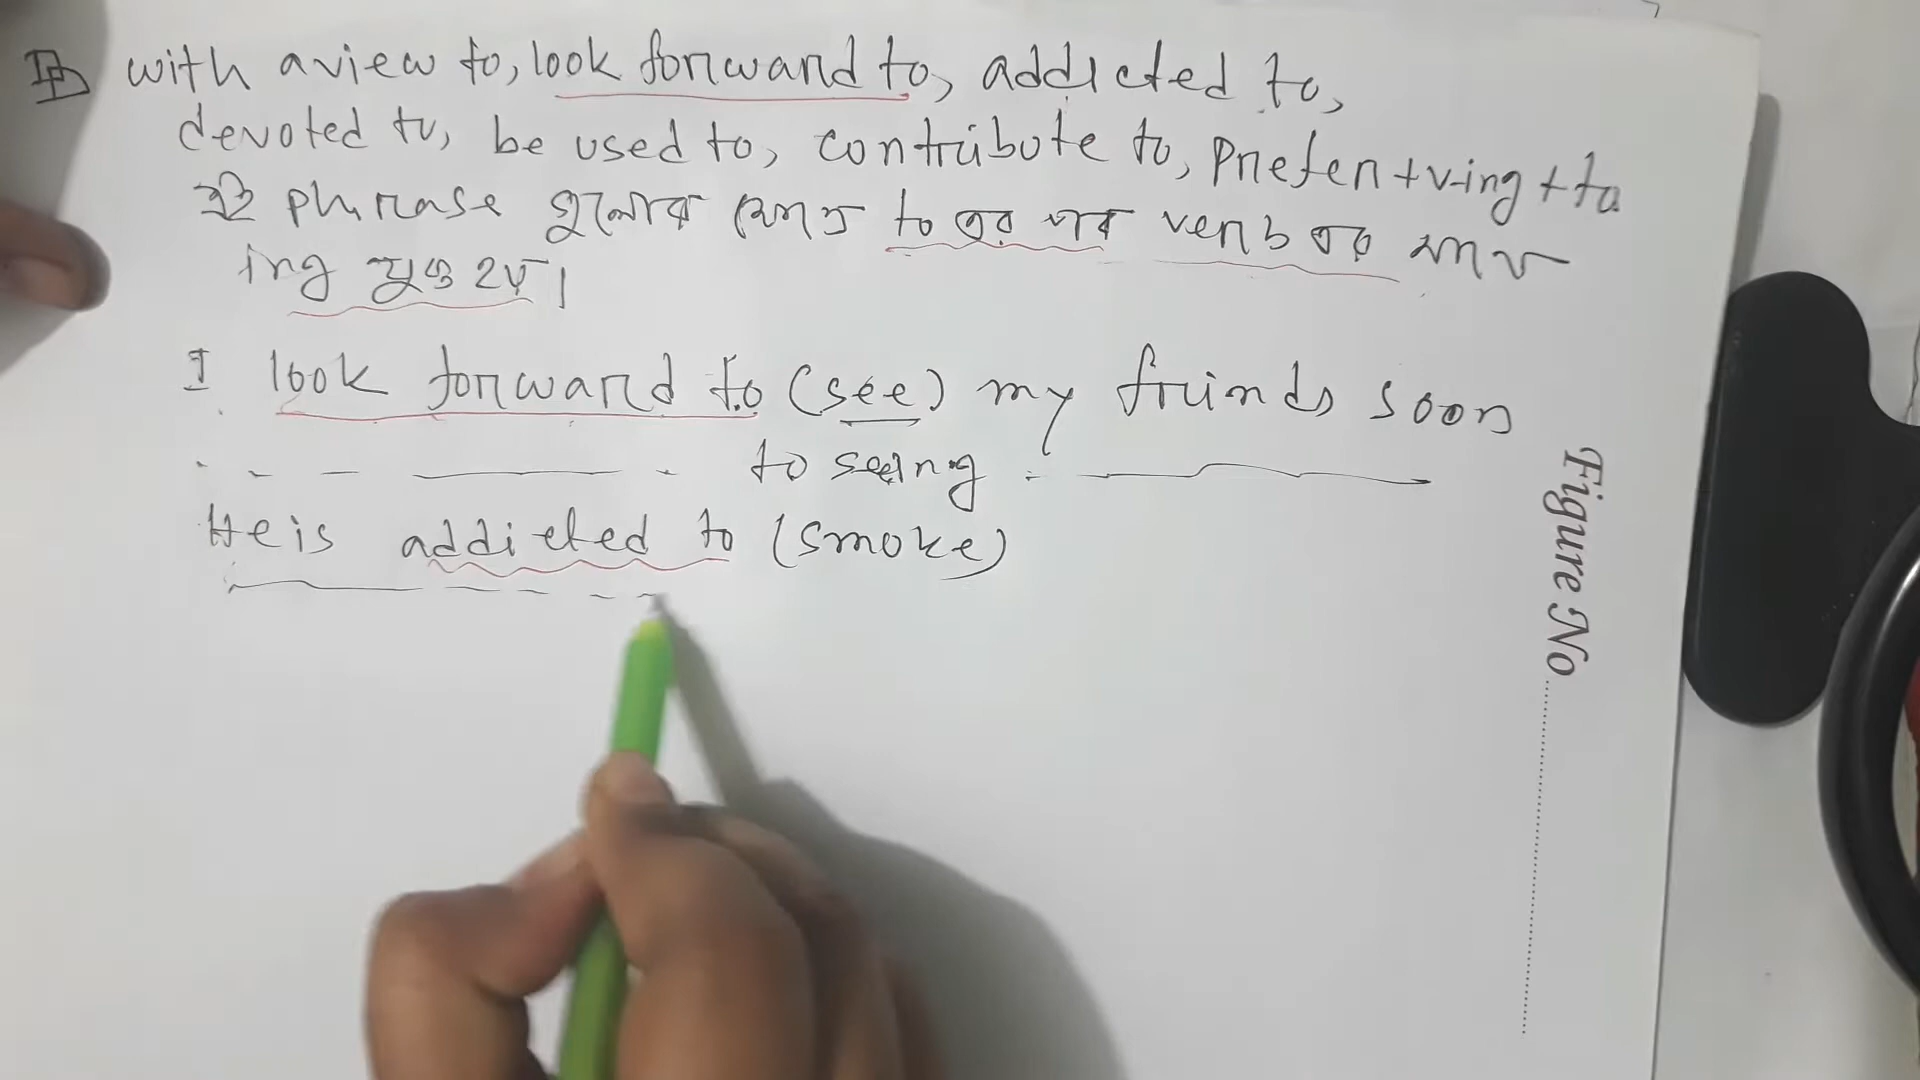 with a view to, look forward to, addicted to,
devoted to, be used to, contribute to, Prefer + v-ing + to
এই phrase গুলোর শেষে to এর পর verb এর সাথে
ing যুক্ত হয়।
I look forward to (see) my friends soon
to seeing
He is addicted to (smoke)
Figure No